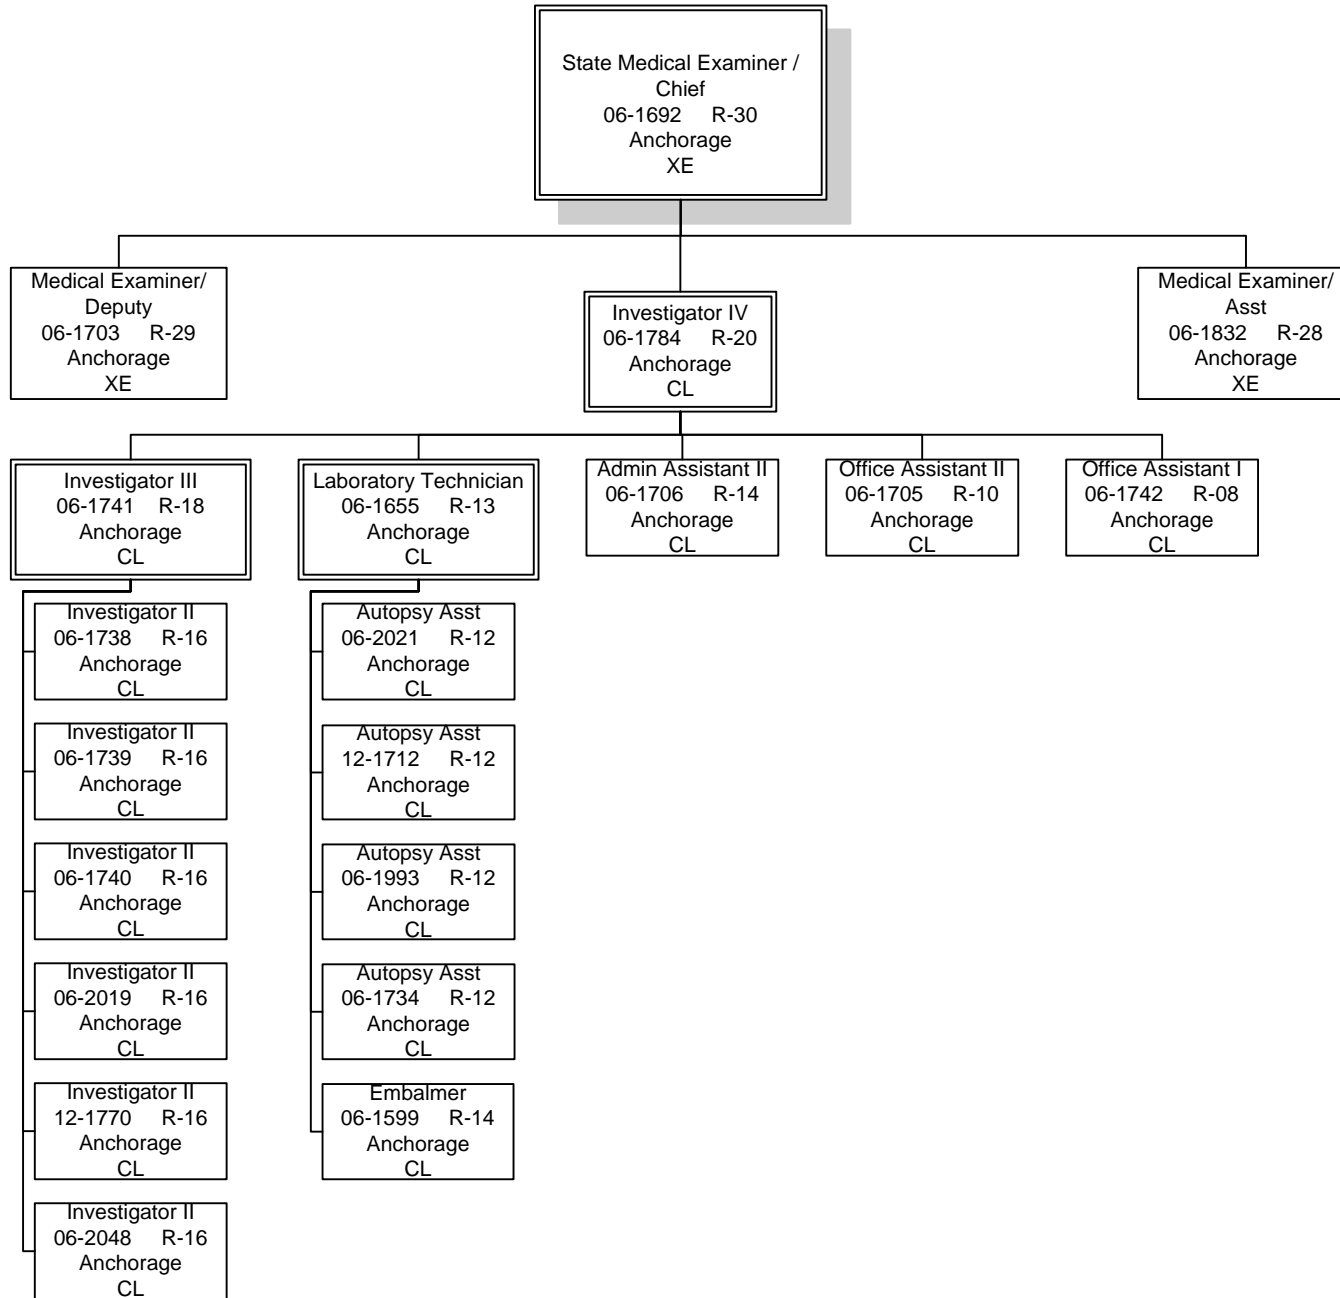 State Medical Examiner /
Chief
06-1692 R-30
Anchorage
XE
Medical Examiner/
Deputy
06-1703 R-29
Anchorage
XE
Investigator IV
06-1784 R-20
Anchorage
CL
Medical Examiner/
Asst
06-1832 R-28
Anchorage
XE
Investigator III
06-1741 R-18
Anchorage
CL
Laboratory Technician
06-1655 R-13
Anchorage
CL
Admin Assistant II
06-1706 R-14
Anchorage
CL
Office Assistant II
06-1705 R-10
Anchorage
CL
Office Assistant I
06-1742 R-08
Anchorage
CL
Investigator II
06-1738 R-16
Anchorage
CL
Investigator II
06-1739 R-16
Anchorage
CL
Investigator II
06-1740 R-16
Anchorage
CL
Investigator II
06-2019 R-16
Anchorage
CL
Investigator II
12-1770 R-16
Anchorage
CL
Investigator II
06-2048 R-16
Anchorage
CL
Autopsy Asst
06-2021 R-12
Anchorage
CL
Autopsy Asst
12-1712 R-12
Anchorage
CL
Autopsy Asst
06-1993 R-12
Anchorage
CL
Autopsy Asst
06-1734 R-12
Anchorage
CL
Embalmer
06-1599 R-14
Anchorage
CL